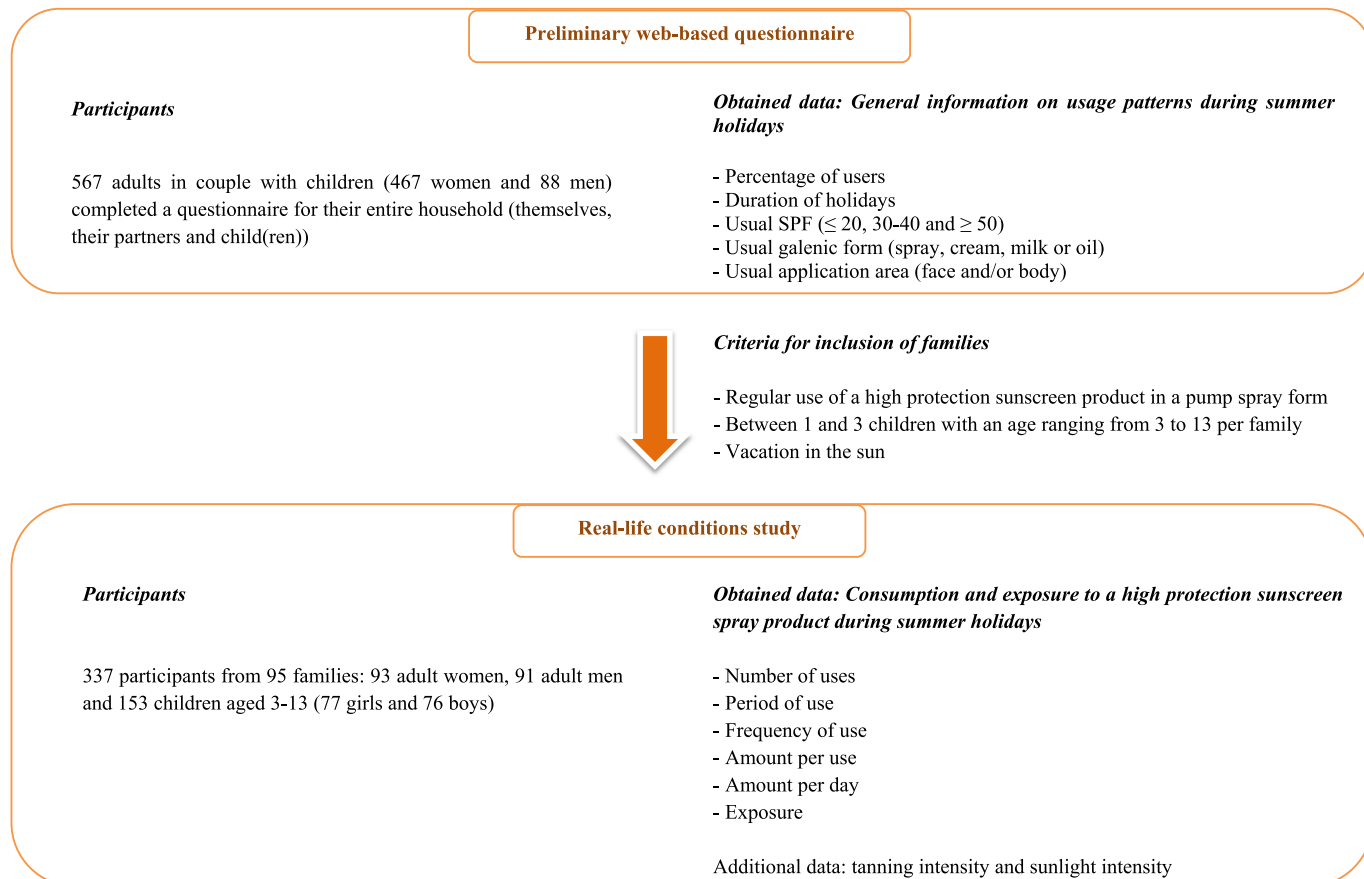 Preliminary web-based questionnaire
Participants
567 adults in couple with children (467 women and 88 men)
completed a questionnaire for their entire household (themselves,
their partners and child(ren))
Obtained data: General information on usage patterns during summer
holidays
- Percentage of users
- Duration of holidays
- Usual SPF (≤ 20, 30-40 and ≥ 50)
- Usual galenic form (spray, cream, milk or oil)
- Usual application area (face and/or body)
Criteria for inclusion of families
- Regular use of a high protection sunscreen product in a pump spray form
- Between 1 and 3 children with an age ranging from 3 to 13 per family
- Vacation in the sun
Real-life conditions study
Participants
337 participants from 95 families: 93 adult women, 91 adult men
and 153 children aged 3-13 (77 girls and 76 boys)
Obtained data: Consumption and exposure to a high protection sunscreen
spray product during summer holidays
- Number of uses
- Period of use
- Frequency of use
- Amount per use
- Amount per day
- Exposure
Additional data: tanning intensity and sunlight intensity